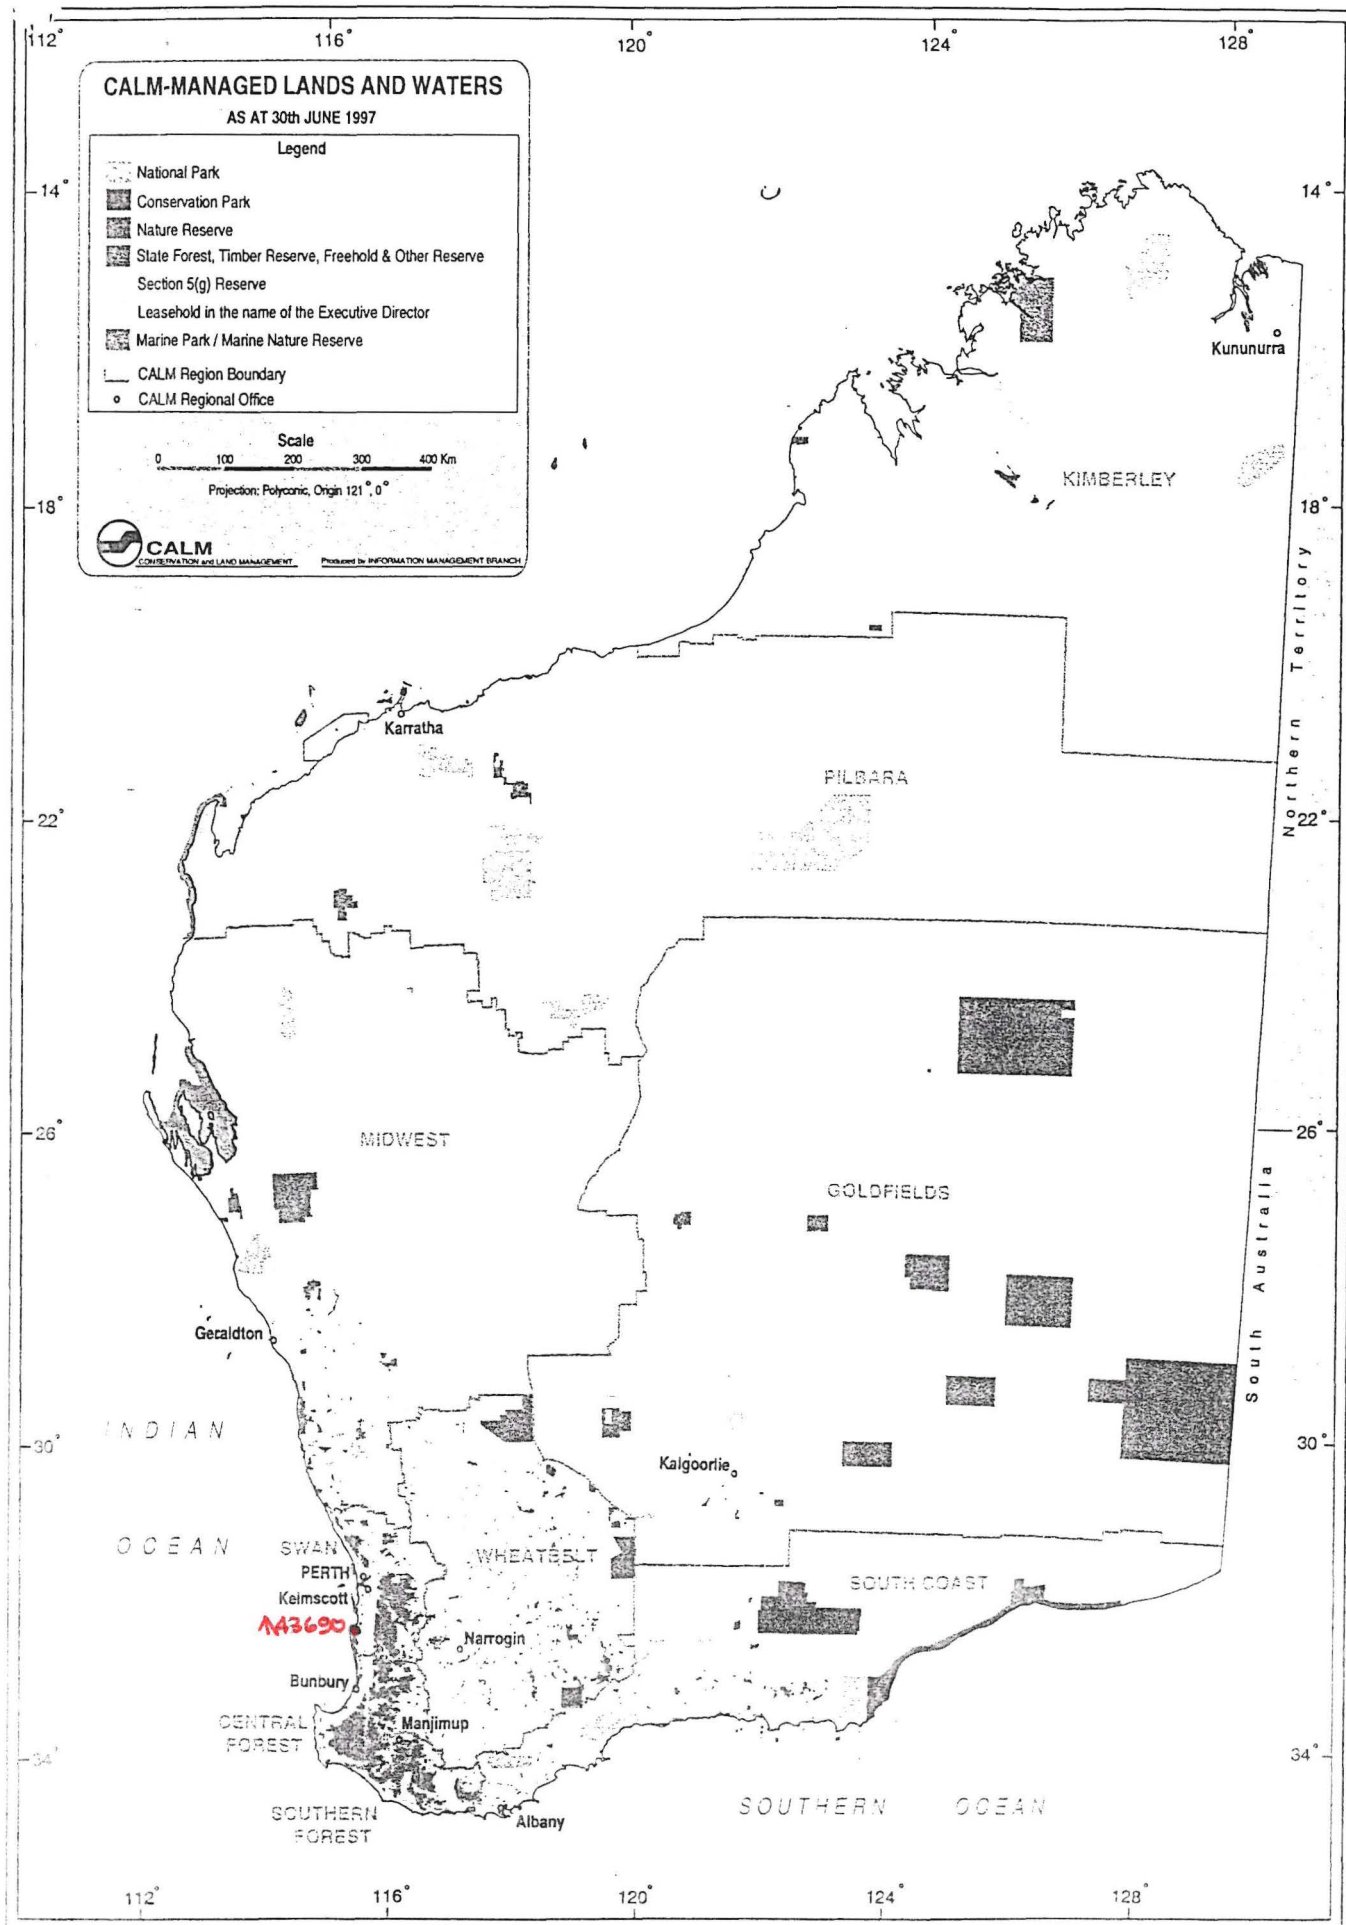 112°
116°
120°
124°
128°
CALM-MANAGED LANDS AND WATERS
AS AT 30th JUNE 1997
Legend
National Park
Conservation Park
Nature Reserve
State Forest, Timber Reserve, Freehold & Other Reserve
Section 5(g) Reserve
Leasehold in the name of the Executive Director
Marine Park / Marine Nature Reserve
CALM Region Boundary
CALM Regional Office
Scale
0 100 200 300 400 Km
Projection: Polyconic, Origin 121°, 0°
CALM
CONSERVATION and LAND MANAGEMENT
Produced by INFORMATION MANAGEMENT BRANCH
14°
14°
Kununurra
KIMBERLEY
18°
18°
Northern Territory
Karratha
PILBARA
22°
22°
26°
26°
MIDWEST
GOLDFIELDS
South Australia
Geraldton
INDIAN
30°
30°
Kalgoorlie
OCEAN
SWAN
WHEATBELT
PERTH
SOUTH COAST
Kelmscott
NA3690
Narrogin
Bunbury
CENTRAL
FOREST
Manjimup
34°
34°
SOUTHERN OCEAN
SOUTHERN
FOREST
Albany
112°
116°
120°
124°
128°